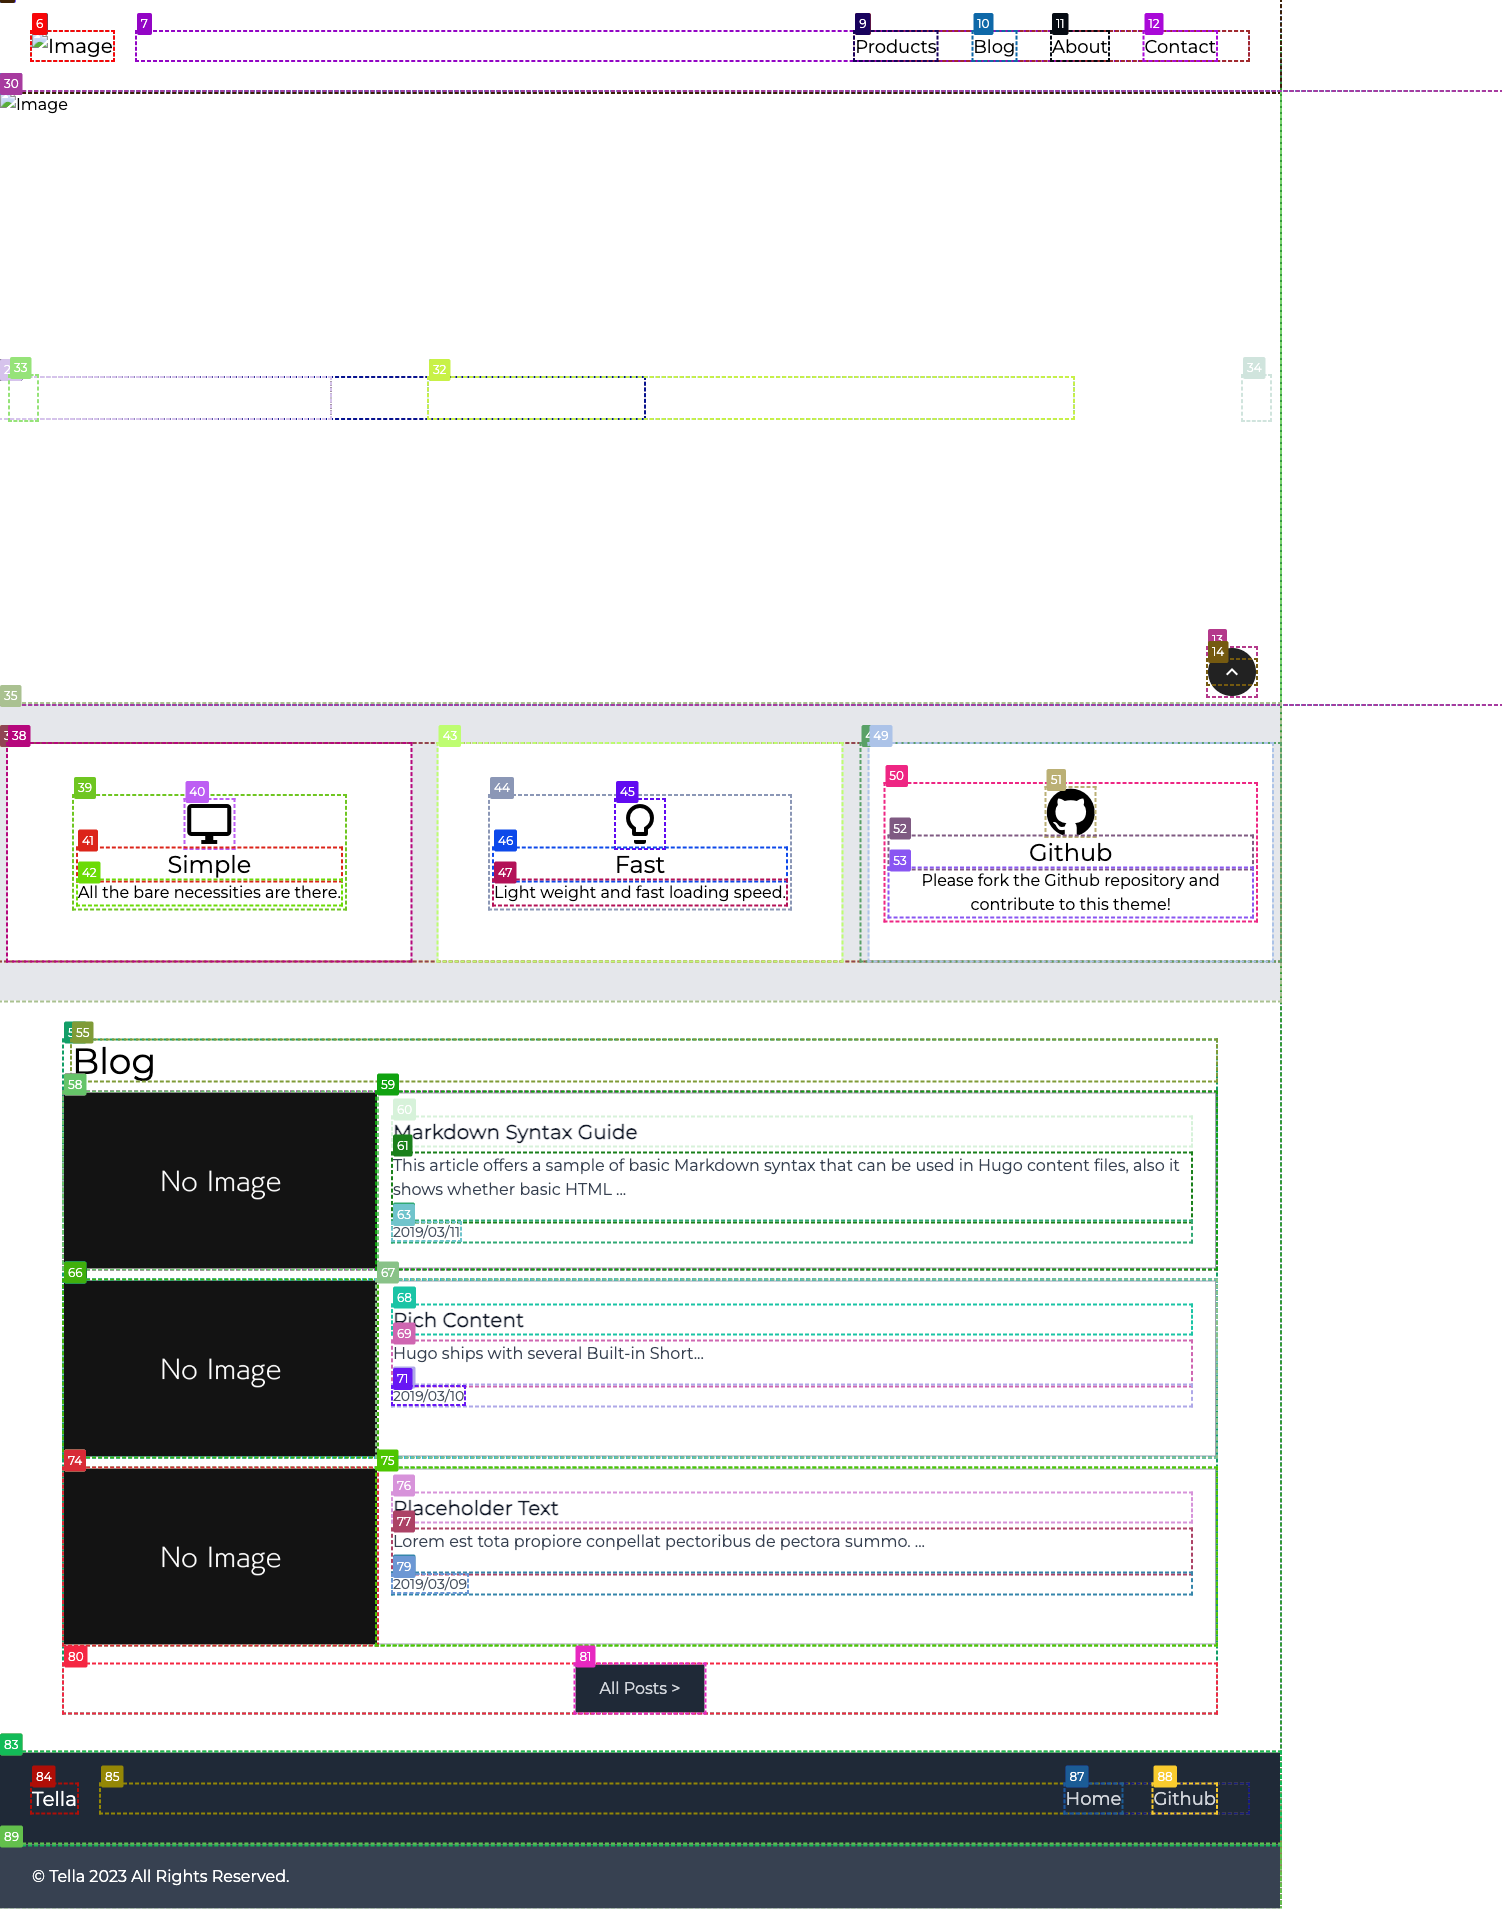 6
7
9
10
11
12
Image
Products
Blog
About
Contact
30
Image
33
32
34
13
14
35
38
43
49
39
40
44
45
50
51
41
46
52
Simple
Fast
Github
42
47
53
All the bare necessities are there.
Light weight and fast loading speed.
Please fork the Github repository and
contribute to this theme!
55
Blog
58
59
60
Markdown Syntax Guide
61
This article offers a sample of basic Markdown syntax that can be used in Hugo content files, also it
shows whether basic HTML ...
No Image
63
2019/03/11
66
67
68
Rich Content
69
Hugo ships with several Built-in Short...
No Image
71
2019/03/10
74
75
76
Placeholder Text
77
Lorem est tota propiore conpellat pectoribus de pectora summo. ...
No Image
79
2019/03/09
80
81
All Posts >
83
84
85
87
88
Tella
Home
Github
89
© Tella 2023 All Rights Reserved.